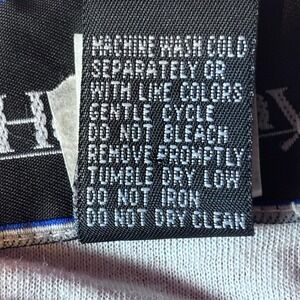 MACHINE WASH COLD
SEPARATELY OR
WITH LIKE COLORS
GENTLE CYCLE
DO NOT BLEACH
REMOVE PROMPTLY
TUMBLE DRY LOW
DO NOT IRON
DO NOT DRY CLEAN